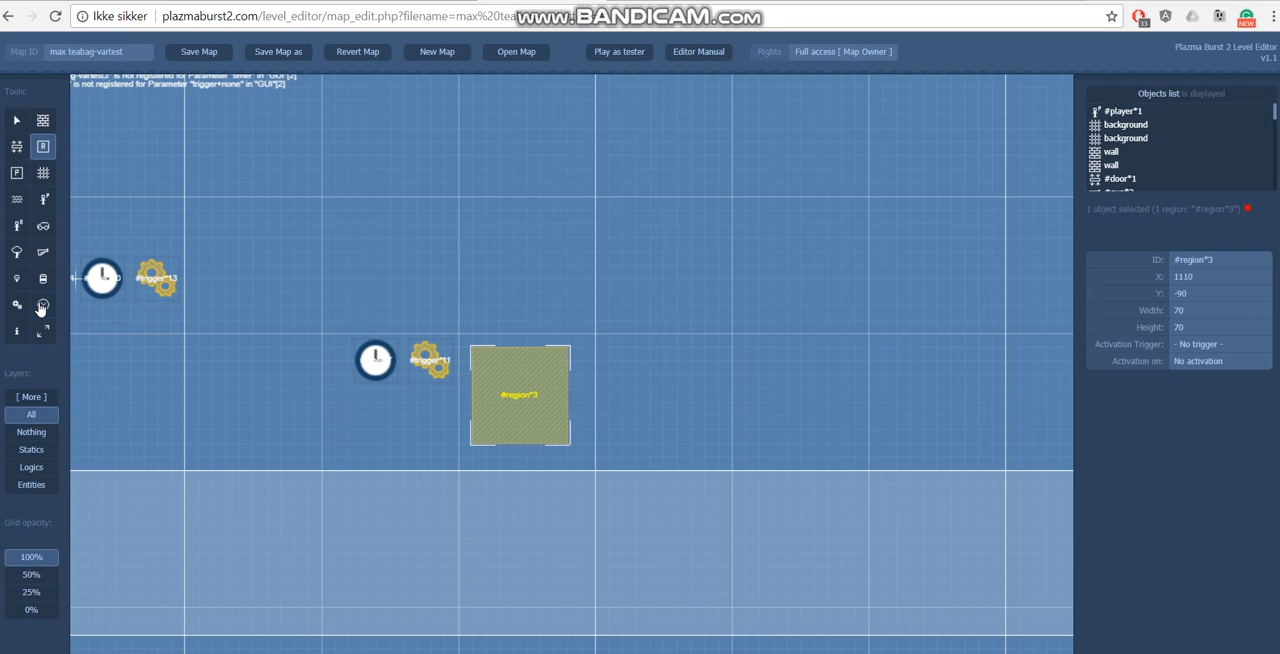 Ikke sikker
plazmaburst2.com/level_editor/map_edit.php?filename=max%20tea
www.BANDICAM.com
33
NEW
Map ID
max teabag-vartest
Save Map
Save Map as
Revert Map
New Map
Open Map
Play as tester
Editor Manual
Rights
Full access [ Map Owner ]
Plazma Burst 2 Level Editor
v1.1
g-vartest3" is not registered for Parameter "timer" in "GUI"[2]
" is not registered for Parameter "trigger+none" in "GUI"[2]
Tools:
R
P
Objects list is displayed
#player*1
background
background
wall
wall
#door*1
1 object selected (1 region: "#region*3")
ID: #region*3
X: 1110
Y: -90
Width: 70
Height: 70
Activation Trigger: - No trigger -
Activation on: No activation
#trigger*13
#trigger*11
#region*3
Layers:
[ More ]
All
Nothing
Statics
Logics
Entities
Grid opacity:
100%
50%
25%
0%